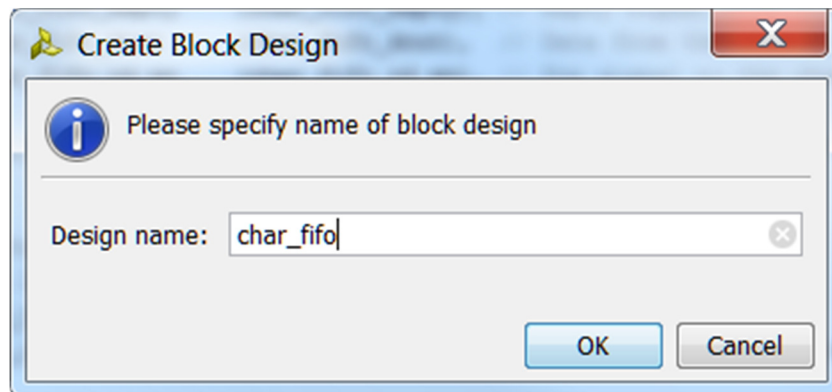 Create Block Design
Please specify name of block design
Design name: char_fifo
OK Cancel